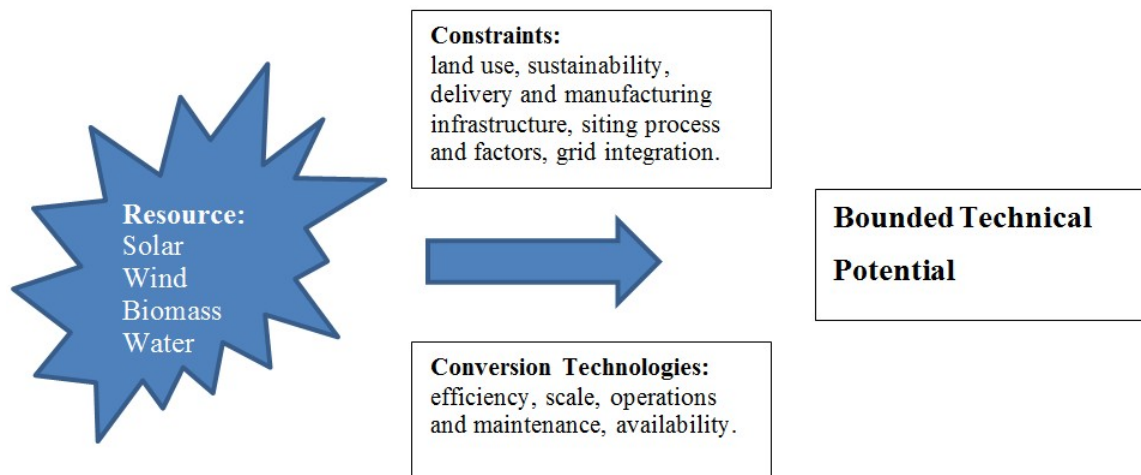 Resource:
Solar
Wind
Biomass
Water
Constraints:
land use, sustainability,
delivery and manufacturing
infrastructure, siting process
and factors, grid integration.
Conversion Technologies:
efficiency, scale, operations
and maintenance, availability.
Bounded Technical
Potential